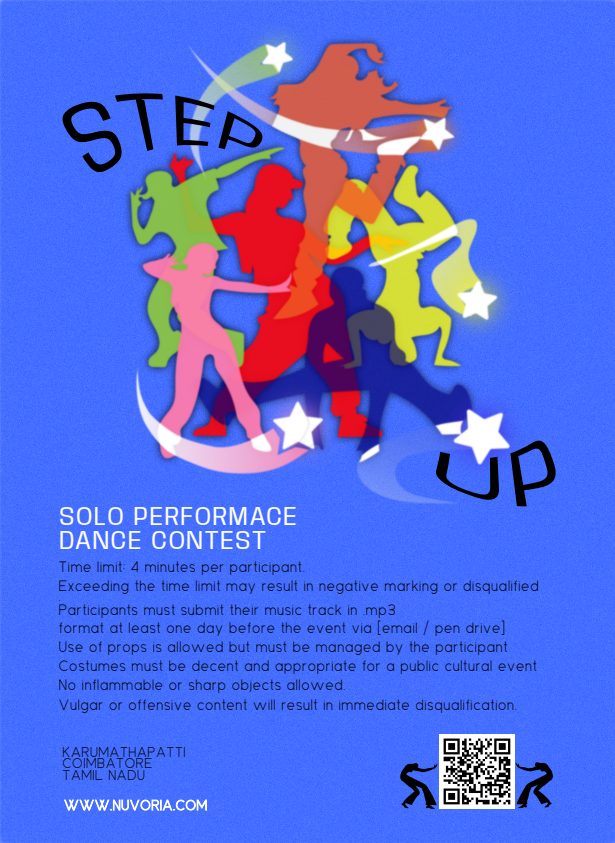 STEP
UP
SOLO PERFORMACE
DANCE CONTEST
Time limit: 4 minutes per participant.
Exceeding the time limit may result in negative marking or disqualified
Participants must submit their music track in .mp3
format at least one day before the event via [email / pen drive]
Use of props is allowed but must be managed by the participant
Costumes must be decent and appropriate for a public cultural event
No inflammable or sharp objects allowed.
Vulgar or offensive content will result in immediate disqualification.
KARUMATHAPATTI
COIMBATORE
TAMIL NADU
WWW.NUVORIA.COM